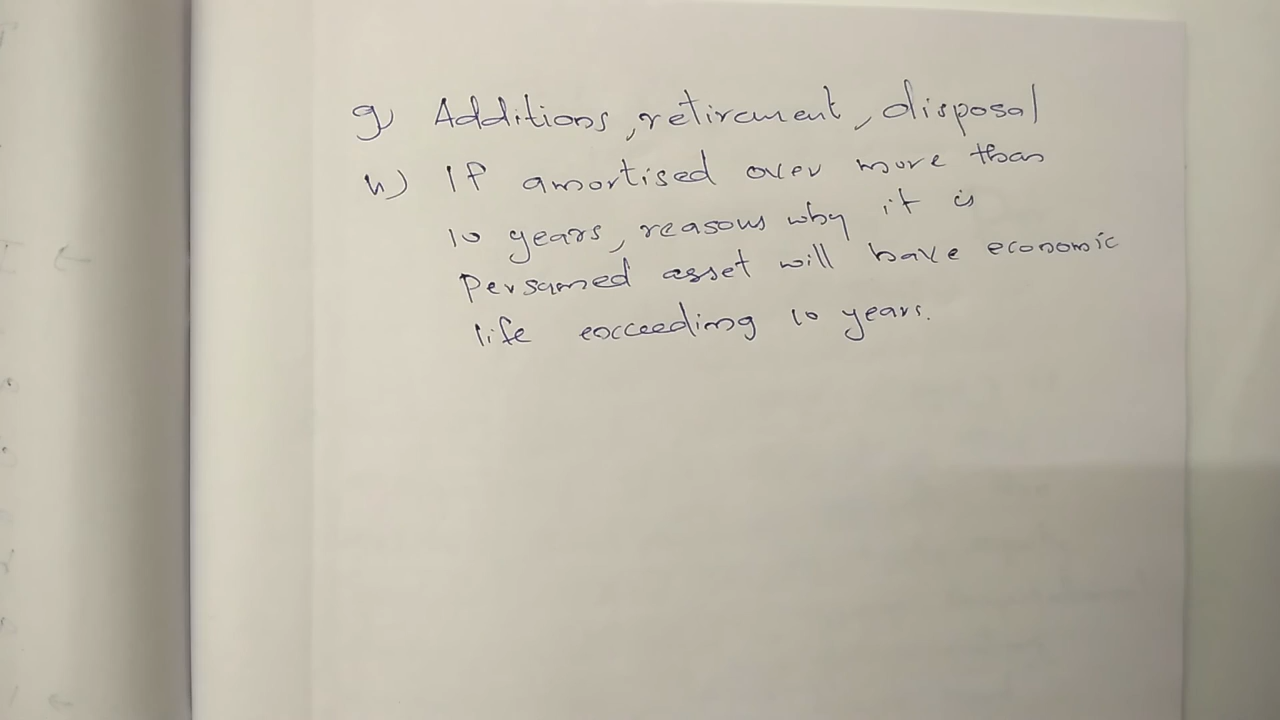 g) Additions, retirement, disposal
h) If amortised over more than
10 years, reasons why it is
persumed asset will have economic
life exceeding 10 years.